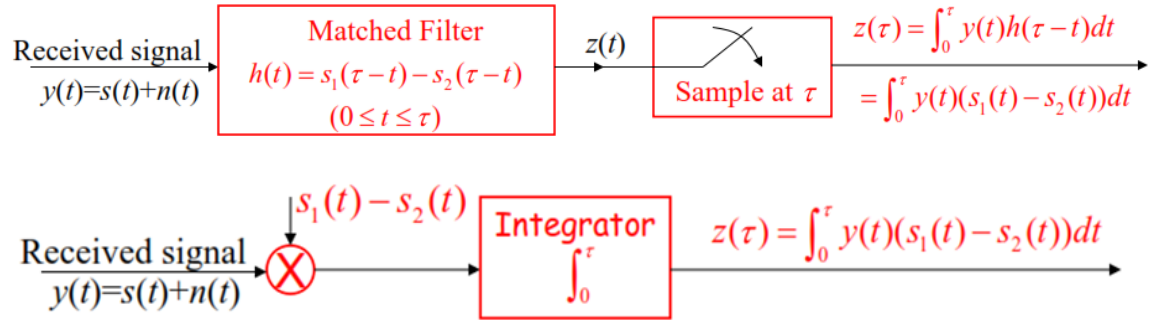 Received signal
y(t)=s(t)+n(t)
Matched Filter
h(t) = s₁(τ−t) − s₂(τ−t)
(0 ≤ t ≤ τ)
z(t)
Sample at τ
z(τ) = ∫₀^τ y(t)h(τ−t)dt
= ∫₀^τ y(t)(s₁(t) − s₂(t))dt
s₁(t) − s₂(t)
Received signal
y(t)=s(t)+n(t)
X
Integrator
∫₀^τ
z(τ) = ∫₀^τ y(t)(s₁(t) − s₂(t))dt